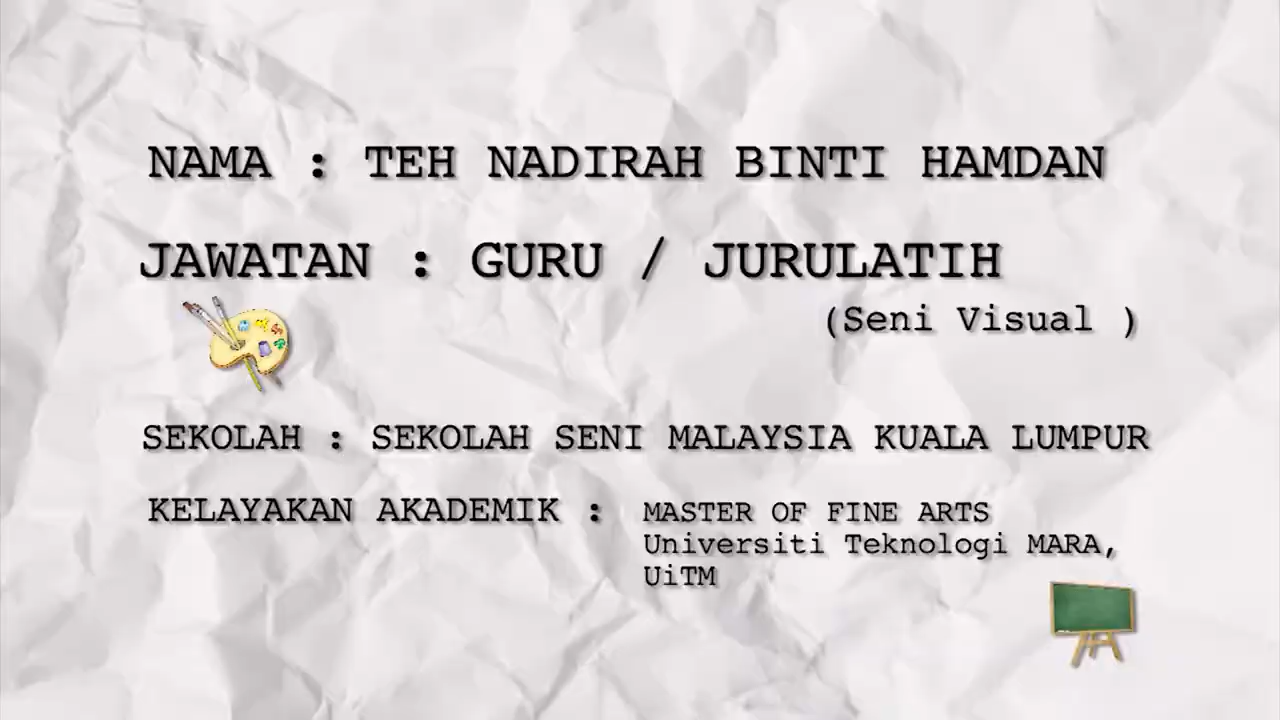 NAMA : TEH NADIRAH BINTI HAMDAN
JAWATAN : GURU / JURULATIH
(Seni Visual )
SEKOLAH : SEKOLAH SENI MALAYSIA KUALA LUMPUR
KELAYAKAN AKADEMIK : MASTER OF FINE ARTS
Universiti Teknologi MARA,
UiTM